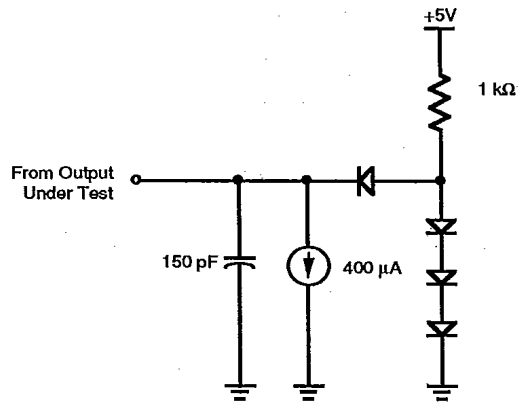 +5V
1 kΩ
From Output
Under Test
150 pF
400 µA